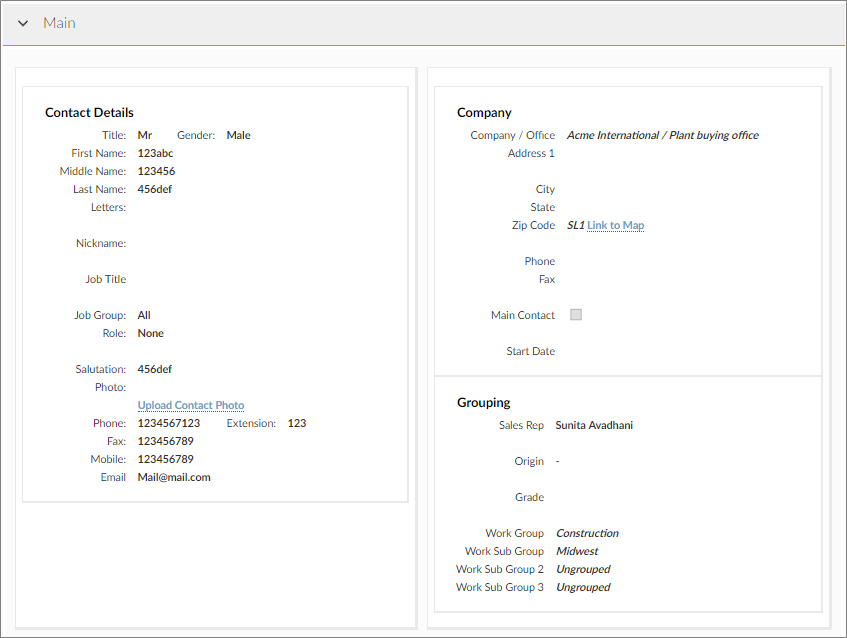 Main
Contact Details
Title: Mr Gender: Male
First Name: 123abc
Middle Name: 123456
Last Name: 456def
Letters:
Nickname:
Job Title
Job Group: All
Role: None
Salutation: 456def
Photo:
Upload Contact Photo
Phone: 1234567123 Extension: 123
Fax: 123456789
Mobile: 123456789
Email Mail@mail.com
Company
Company / Office Acme International / Plant buying office
Address 1
City
State
Zip Code SL1 Link to Map
Phone
Fax
Main Contact
Start Date
Grouping
Sales Rep Sunita Avadhani
Origin -
Grade
Work Group Construction
Work Sub Group Midwest
Work Sub Group 2 Ungrouped
Work Sub Group 3 Ungrouped